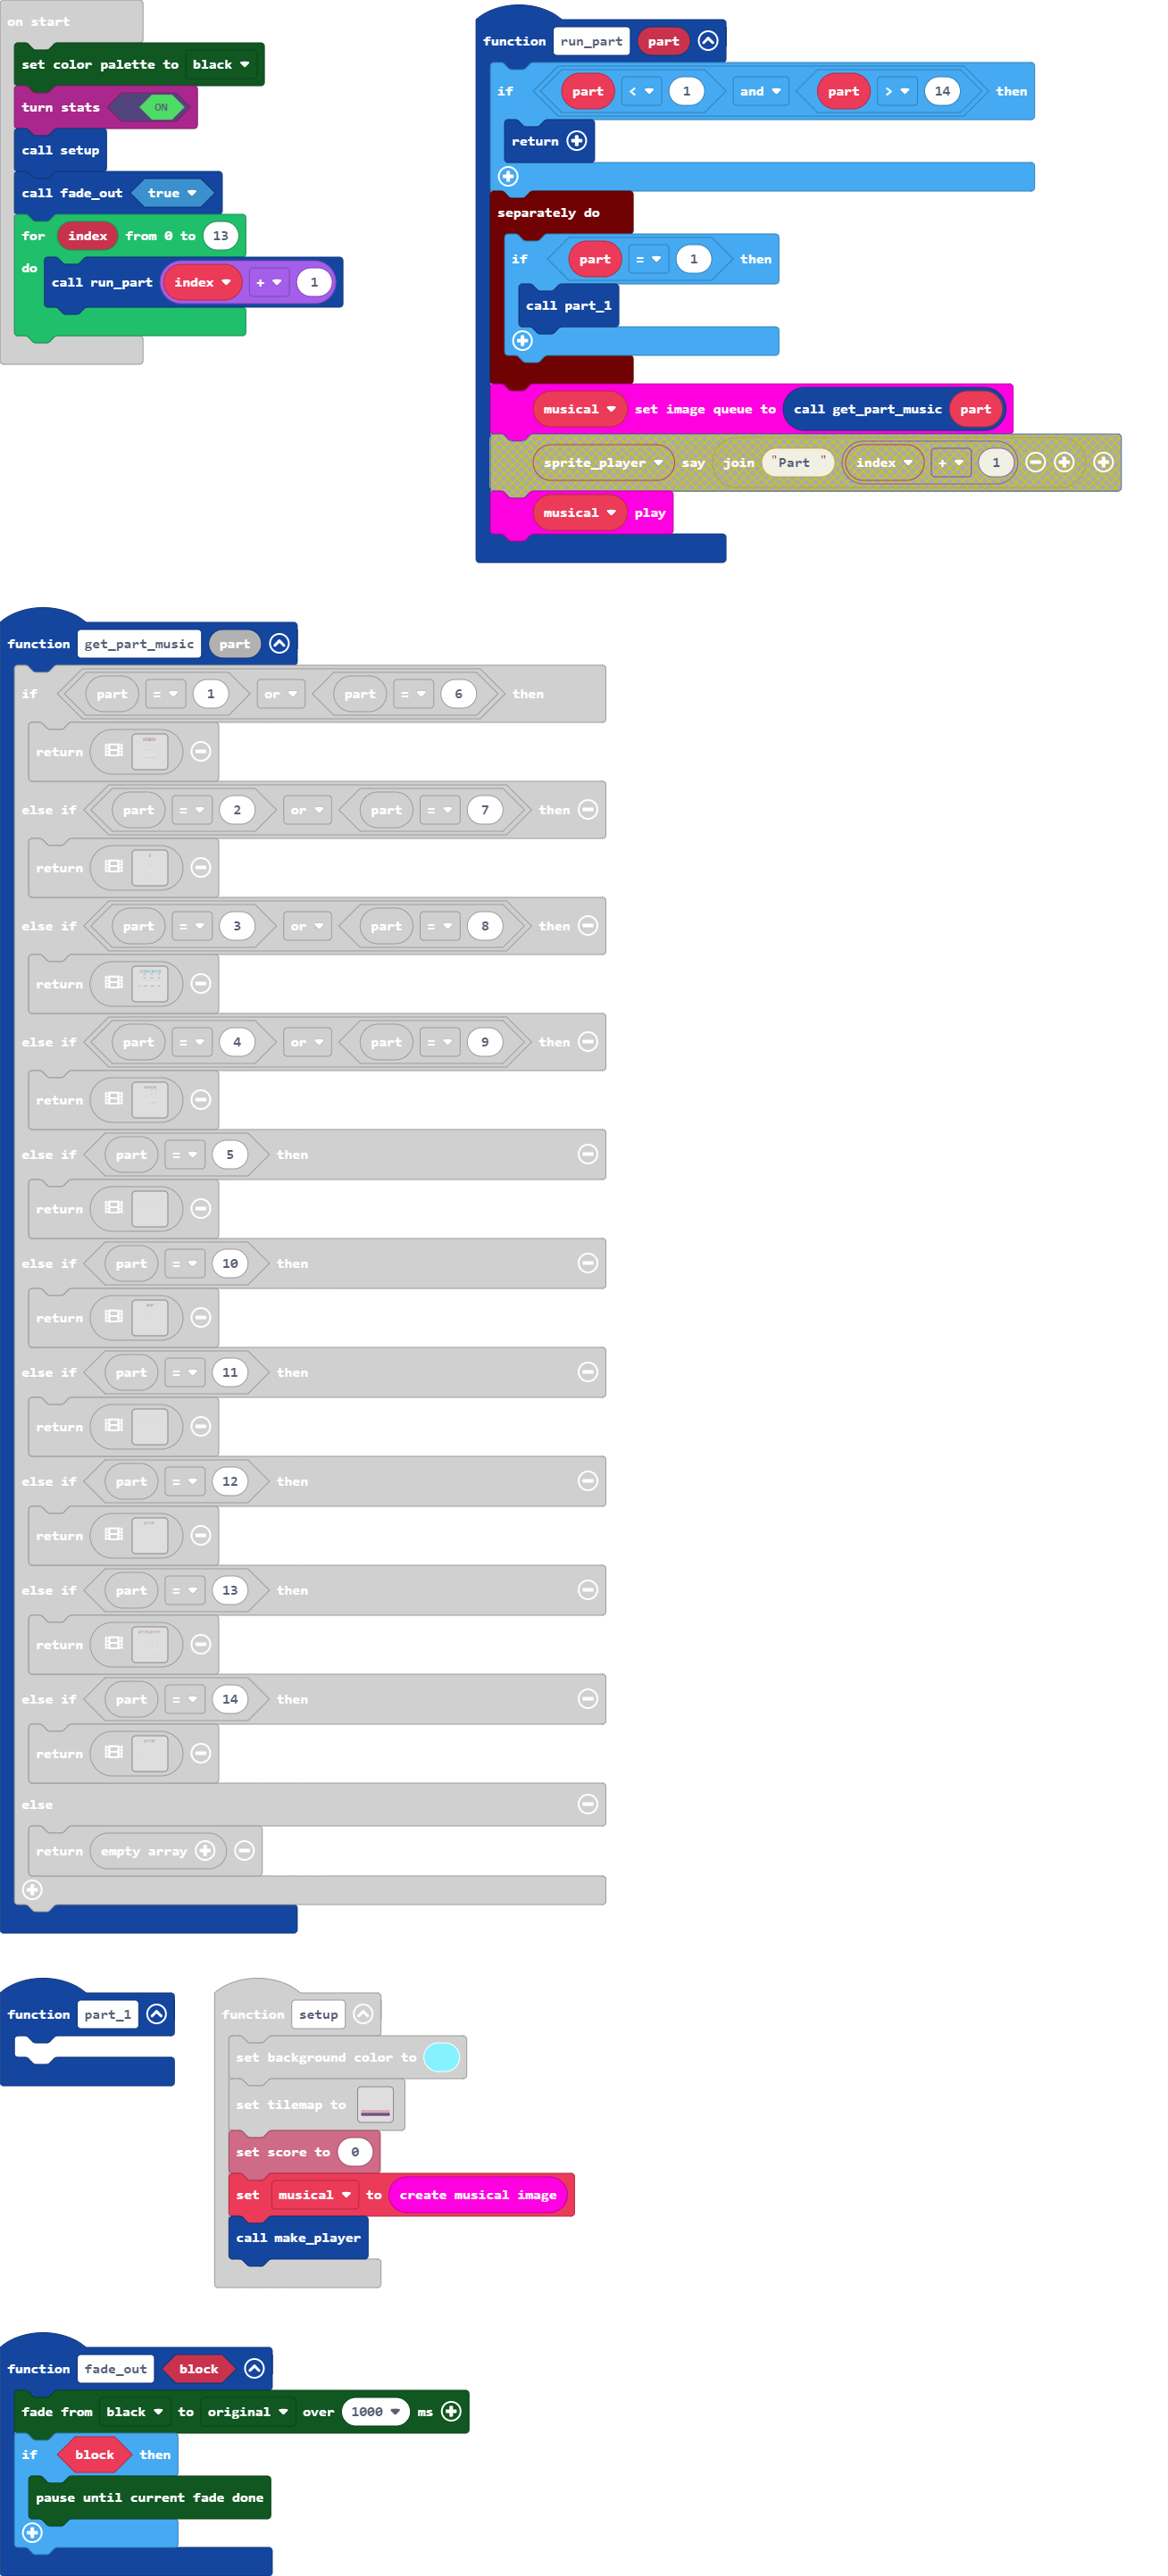 on start
set color palette to black
turn stats ON
call setup
call fade_out true
for index from 0 to 13
do
call run_part index + 1
function run_part part
if part < 1 and part > 14 then
return
separately do
if part = 1 then
call part_1
musical set image queue to call get_part_music part
sprite_player say join "Part " index + 1
musical play
function get_part_music part
if part = 1 or part = 6 then
return
else if part = 2 or part = 7 then
return
else if part = 3 or part = 8 then
return
else if part = 4 or part = 9 then
return
else if part = 5 then
return
else if part = 10 then
return
else if part = 11 then
return
else if part = 12 then
return
else if part = 13 then
return
else if part = 14 then
return
else
return empty array
function part_1
function setup
set background color to
set tilemap to
set score to 0
set musical to create musical image
call make_player
function fade_out block
fade from black to original over 1000 ms
if block then
pause until current fade done